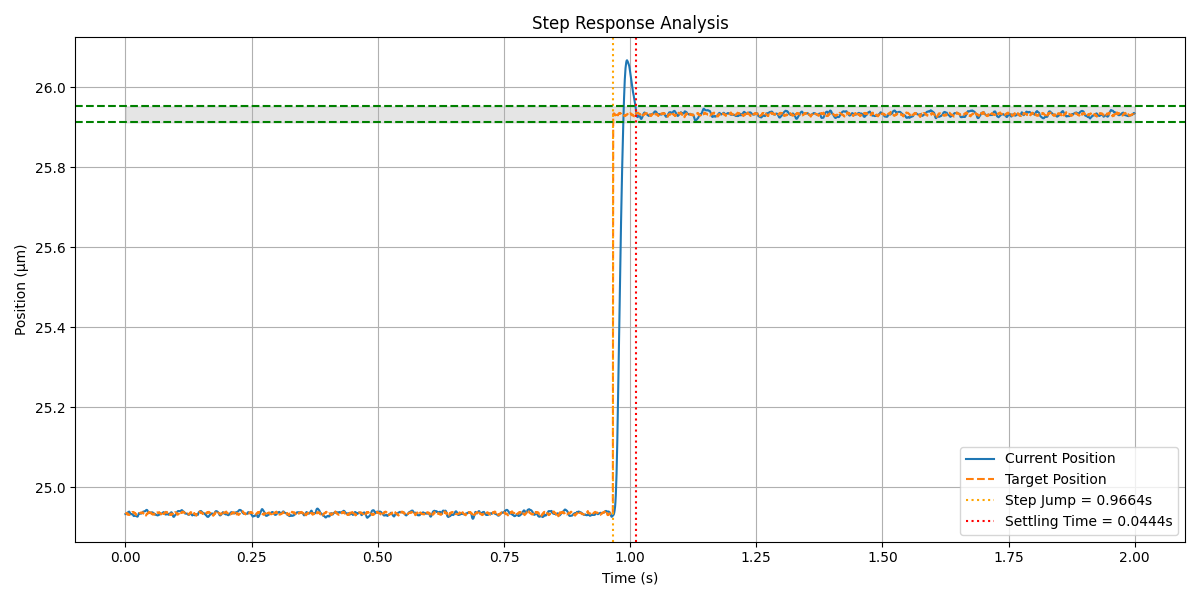 Step Response Analysis
Position (μm)
26.0
25.8
25.6
25.4
25.2
25.0
Current Position
Target Position
Step Jump = 0.9664s
Settling Time = 0.0444s
0.00 0.25 0.50 0.75 1.00 1.25 1.50 1.75 2.00
Time (s)